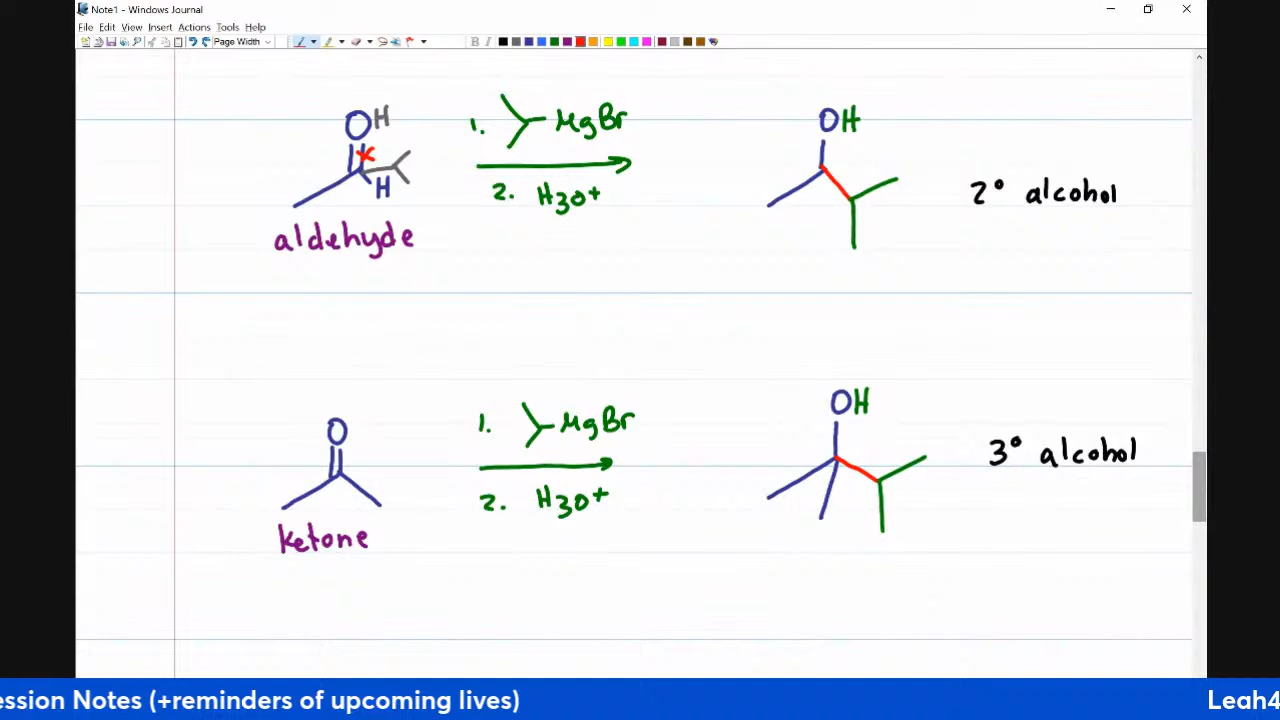 Note1 - Windows Journal
File Edit View Insert Actions Tools Help
Page Width
B I
OH
1. MgBr
2. H3O+
H
aldehyde
OH
2° alcohol
O
1. MgBr
2. H3O+
ketone
OH
3° alcohol
ession Notes (+reminders of upcoming lives)
Leah4